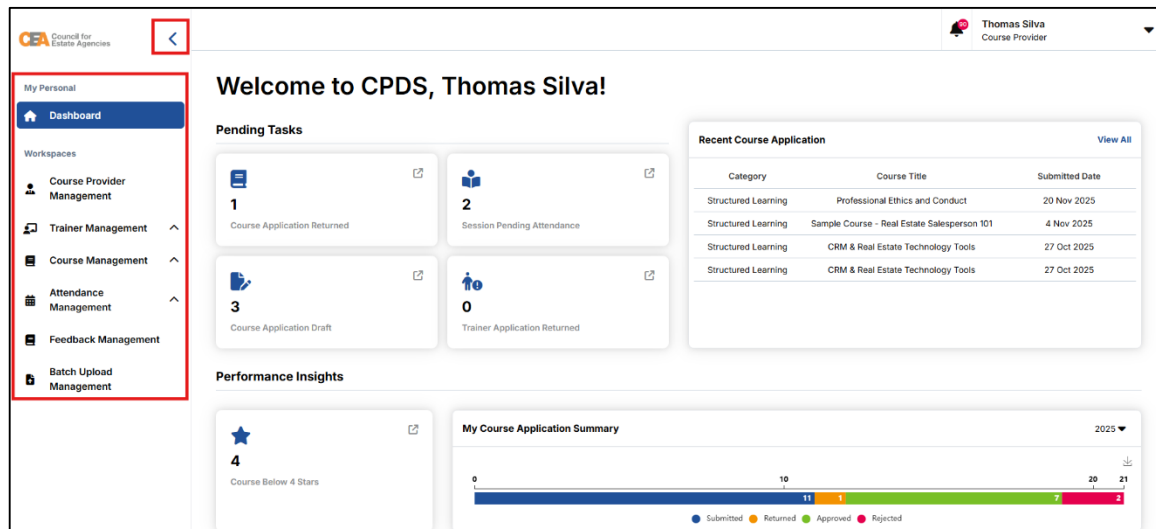 CEA Council for
Estate Agencies
90
Thomas Silva
Course Provider
My Personal
Dashboard
Workspaces
Course Provider
Management
Trainer Management
Course Management
Attendance
Management
Feedback Management
Batch Upload
Management
Welcome to CPDS, Thomas Silva!
Pending Tasks
1
Course Application Returned
2
Session Pending Attendance
3
Course Application Draft
0
Trainer Application Returned
Recent Course Application View All
Category Course Title Submitted Date
Structured Learning Professional Ethics and Conduct 20 Nov 2025
Structured Learning Sample Course - Real Estate Salesperson 101 4 Nov 2025
Structured Learning CRM & Real Estate Technology Tools 27 Oct 2025
Structured Learning CRM & Real Estate Technology Tools 27 Oct 2025
Performance Insights
4
Course Below 4 Stars
My Course Application Summary 2025
0 10 20 21
11 1 7 2
Submitted Returned Approved Rejected